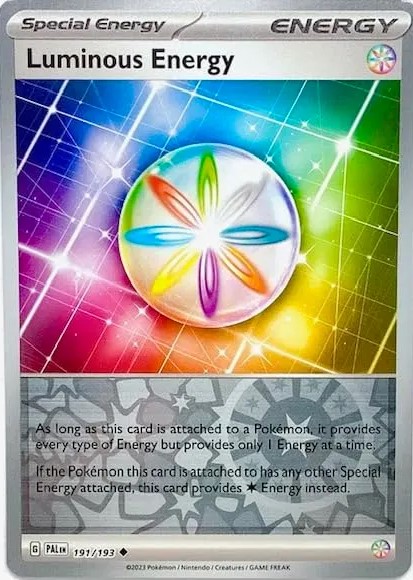 Special Energy
ENERGY
Luminous Energy
As long as this card is attached to a Pokémon, it provides
every type of Energy but provides only 1 Energy at a time.
If the Pokémon this card is attached to has any other Special
Energy attached, this card provides ✶ Energy instead.
G PAL EN 191/193 ◆
©2023 Pokémon / Nintendo / Creatures / GAME FREAK